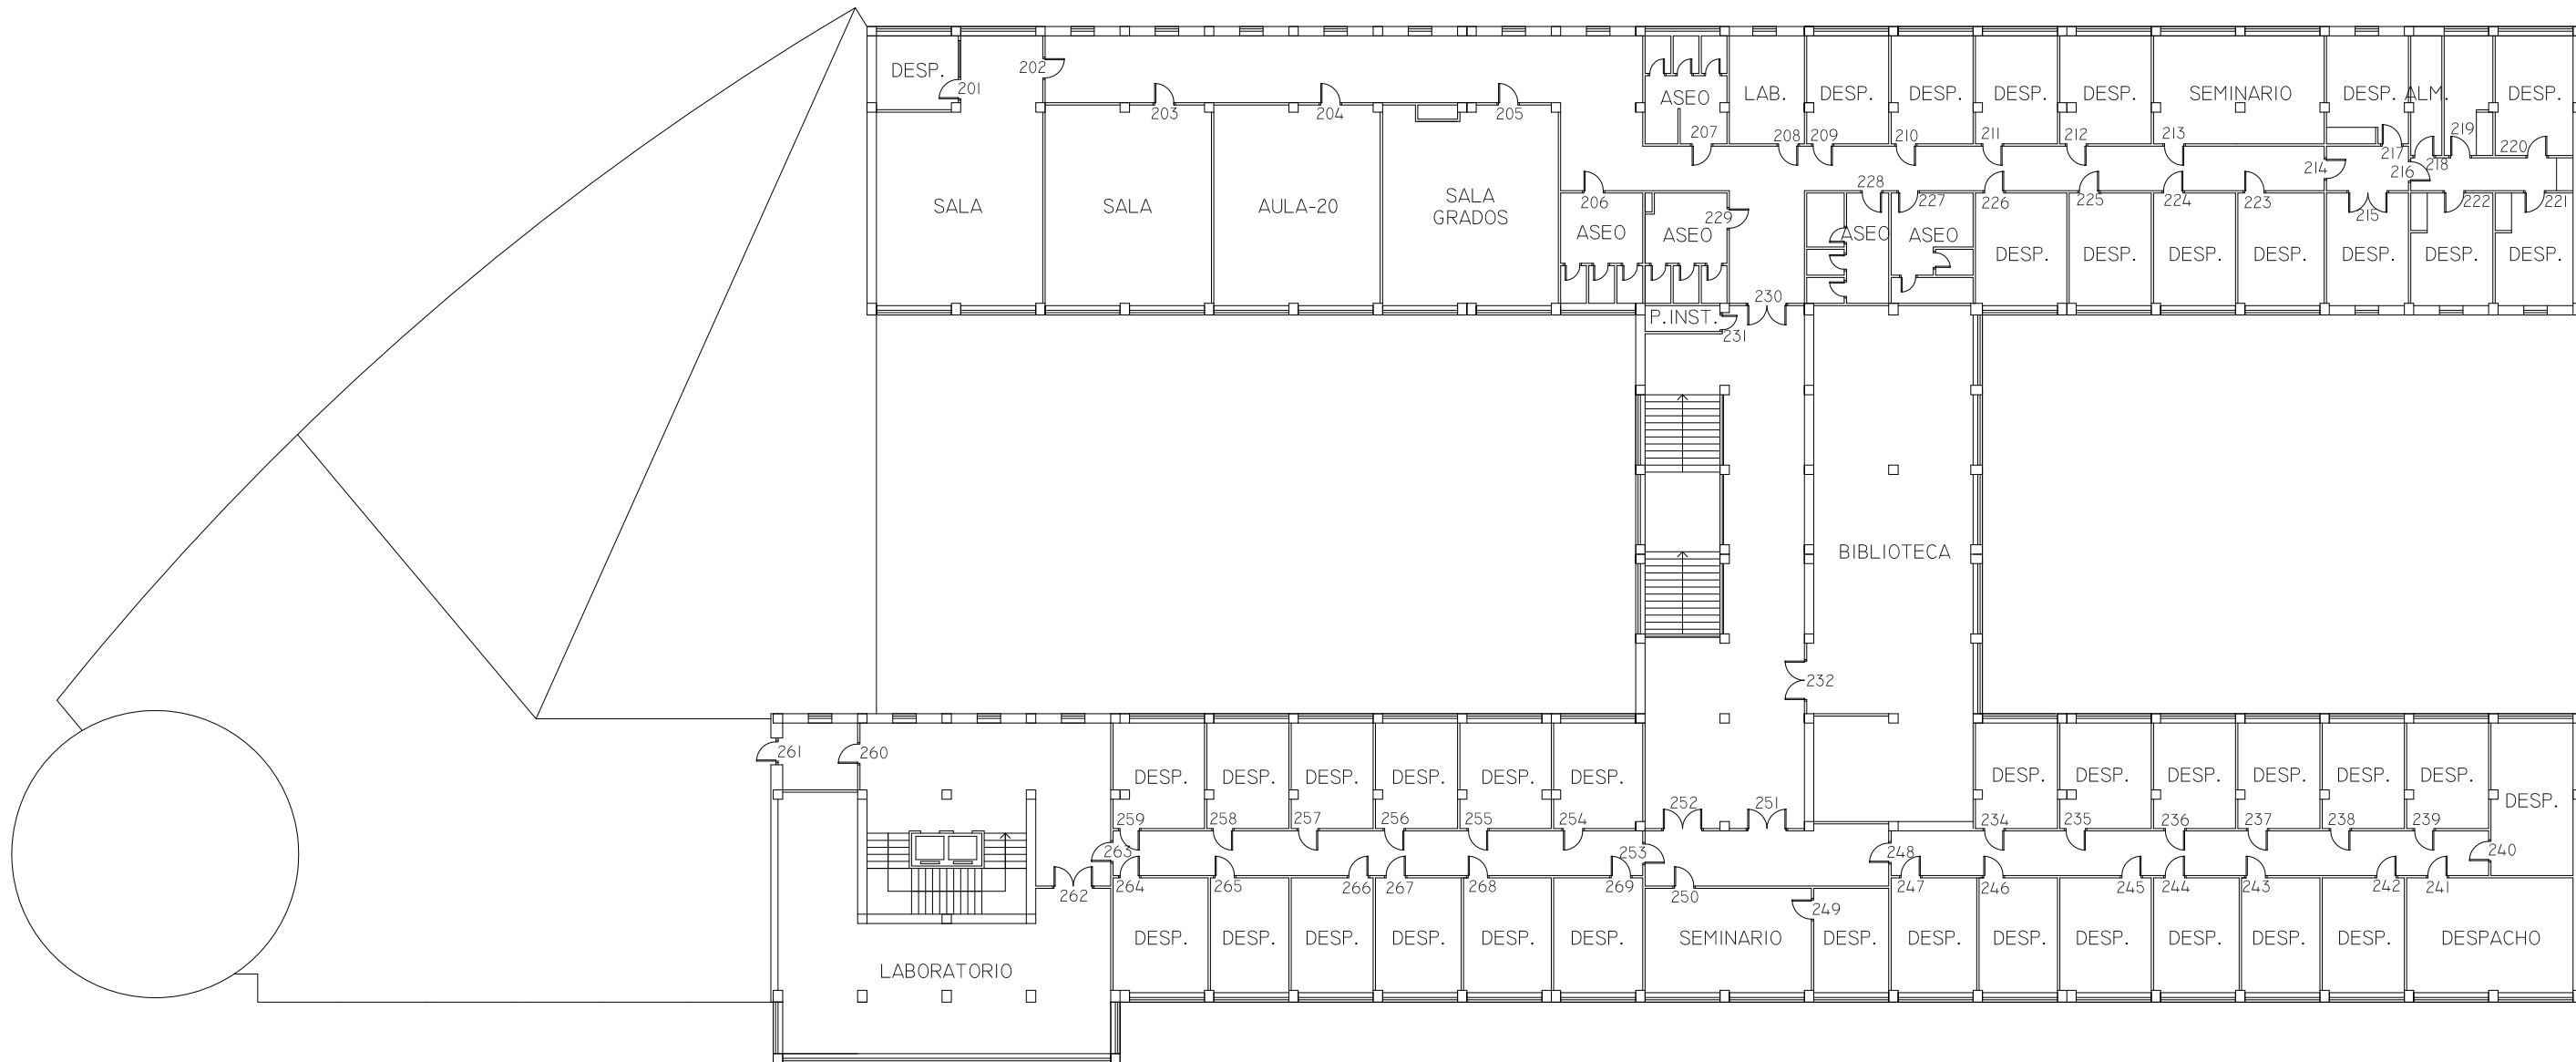 DESP.
201
202
203
204
205
ASEO
207
LAB.
208
DESP.
209
DESP.
210
DESP.
211
DESP.
212
SEMINARIO
213
214
DESP.
217
216
ALM.
218
219
DESP.
220
SALA
SALA
AULA-20
SALA
GRADOS
206
ASEO
ASEO
229
228
ASEO
227
ASEO
226
DESP.
225
DESP.
224
DESP.
223
DESP.
215
DESP.
222
DESP.
221
DESP.
P.INST.
230
231
BIBLIOTECA
232
261
260
DESP.
259
DESP.
258
DESP.
257
DESP.
256
DESP.
255
DESP.
254
252
251
DESP.
234
DESP.
235
DESP.
236
DESP.
237
DESP.
238
DESP.
239
DESP.
240
263
253
248
262
264
265
266
267
268
269
250
249
247
246
245
244
243
242
241
LABORATORIO
DESP.
DESP.
DESP.
DESP.
DESP.
DESP.
SEMINARIO
DESP.
DESP.
DESP.
DESP.
DESP.
DESP.
DESP.
DESPACHO